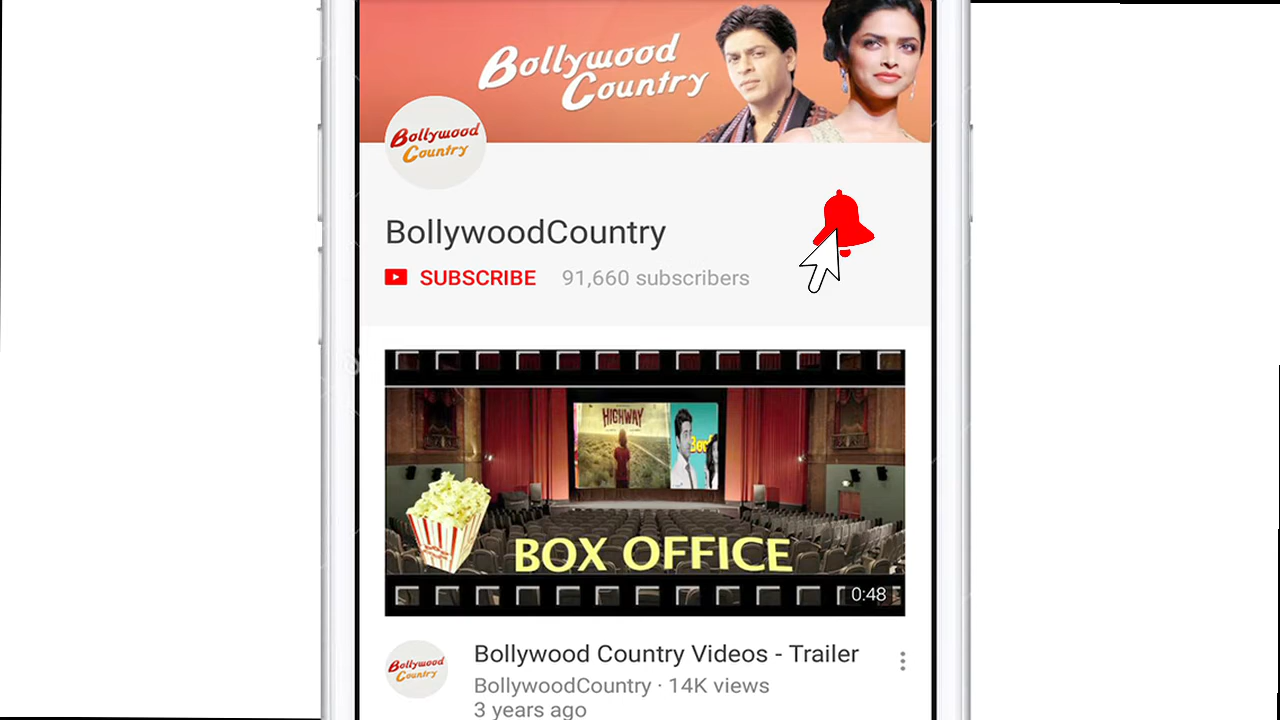 Bollywood
Country
Bollywood
Country
BollywoodCountry
SUBSCRIBE 91,660 subscribers
HIGHWAY
BOX OFFICE
0:48
Bollywood
Country
Bollywood Country Videos - Trailer
BollywoodCountry · 14K views
3 years ago